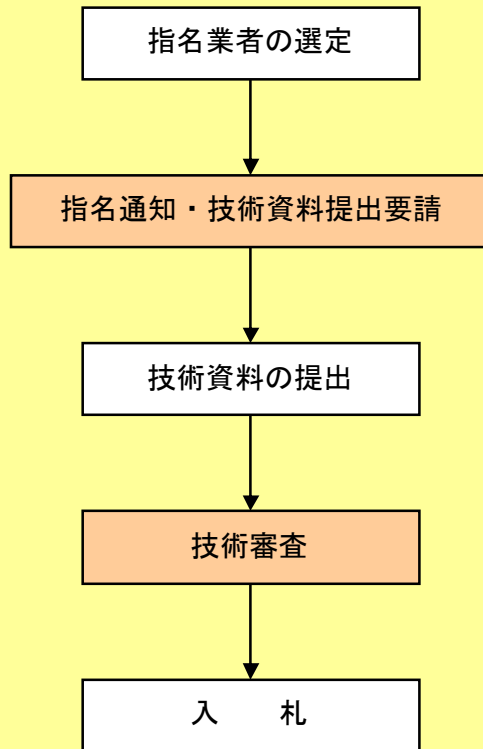 指名業者の選定
指名通知・技術資料提出要請
技術資料の提出
技術審査
入　　札